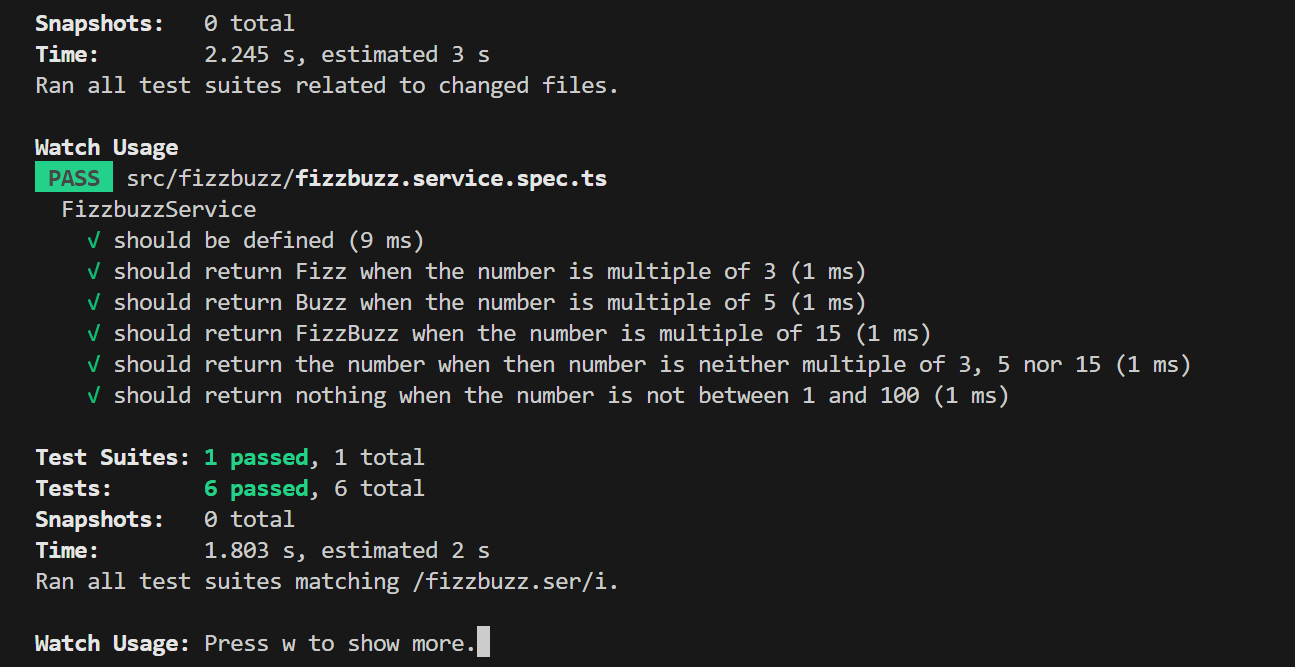 Snapshots:   0 total
Time:        2.245 s, estimated 3 s
Ran all test suites related to changed files.

Watch Usage
 PASS  src/fizzbuzz/fizzbuzz.service.spec.ts
  FizzbuzzService
    √ should be defined (9 ms)
    √ should return Fizz when the number is multiple of 3 (1 ms)
    √ should return Buzz when the number is multiple of 5 (1 ms)
    √ should return FizzBuzz when the number is multiple of 15 (1 ms)
    √ should return the number when then number is neither multiple of 3, 5 nor 15 (1 ms)
    √ should return nothing when the number is not between 1 and 100 (1 ms)

Test Suites: 1 passed, 1 total
Tests:       6 passed, 6 total
Snapshots:   0 total
Time:        1.803 s, estimated 2 s
Ran all test suites matching /fizzbuzz.ser/i.

Watch Usage: Press w to show more.